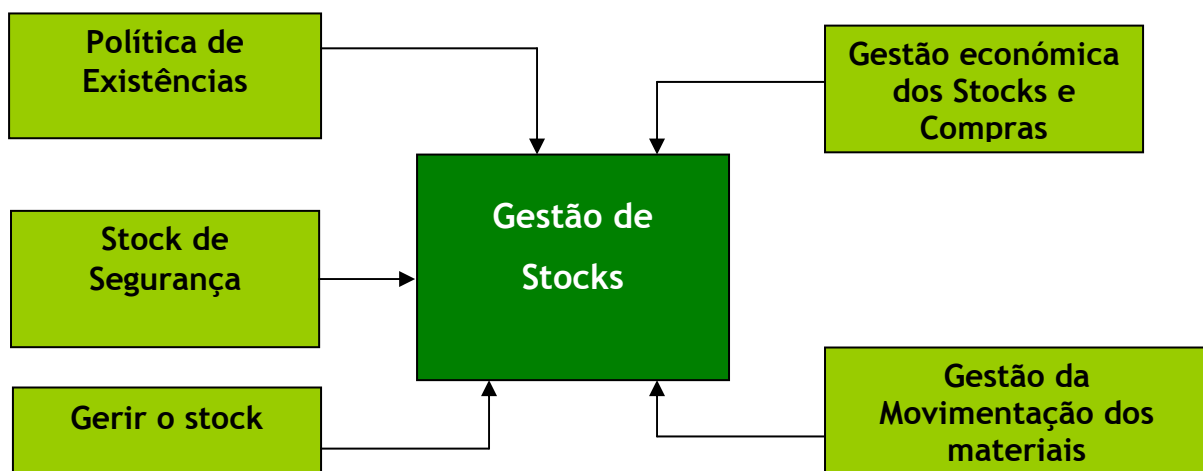 Política de
Existências
Gestão económica
dos Stocks e
Compras
Gestão de
Stocks
Stock de
Segurança
Gerir o stock
Gestão da
Movimentação dos
materiais